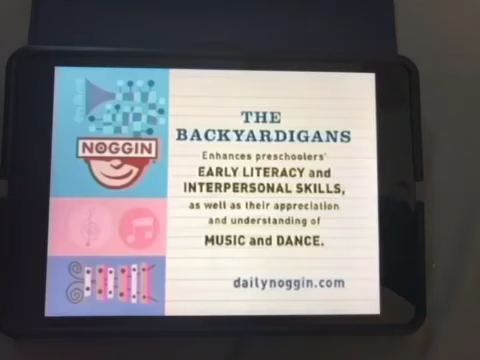 NOGGIN
THE
BACKYARDIGANS
Enhances preschoolers'
EARLY LITERACY and
INTERPERSONAL SKILLS,
as well as their appreciation
and understanding of
MUSIC and DANCE.
dailynoggin.com